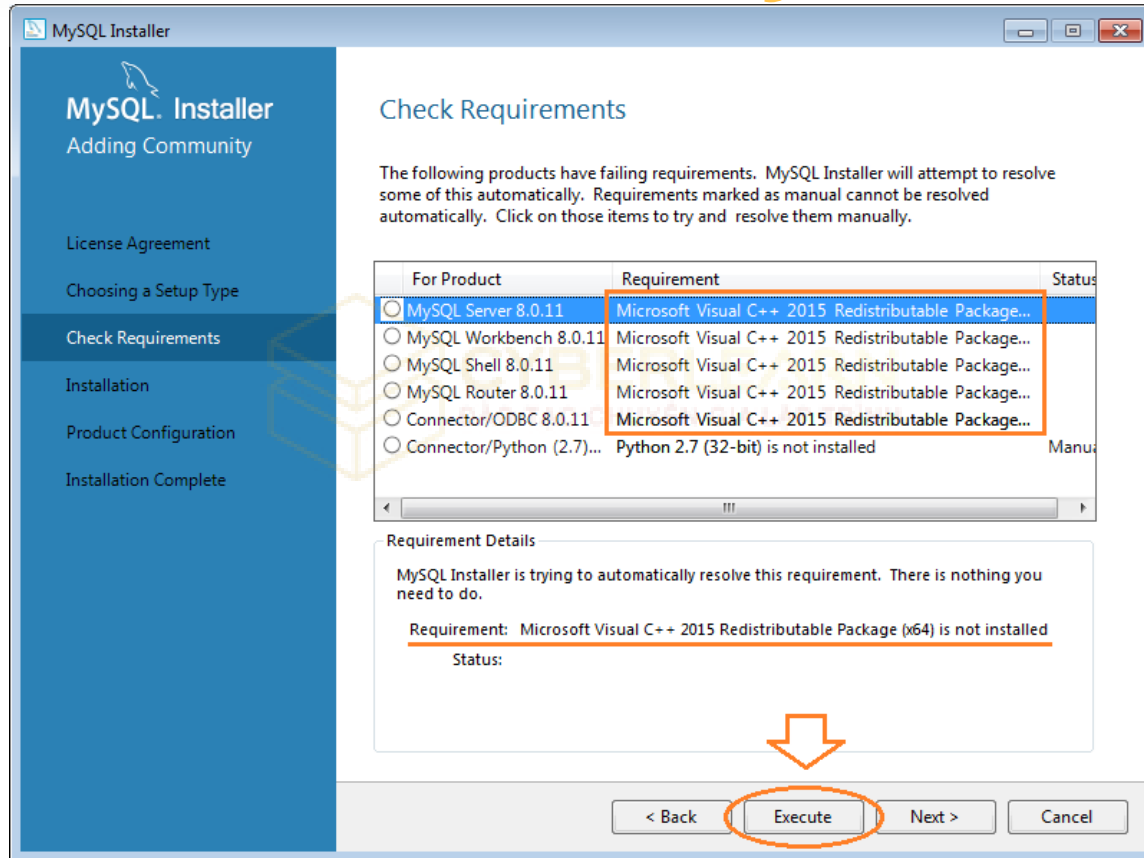 MySQL Installer
MySQL. Installer
Adding Community
License Agreement
Choosing a Setup Type
Check Requirements
Installation
Product Configuration
Installation Complete
Check Requirements
The following products have failing requirements. MySQL Installer will attempt to resolve
some of this automatically. Requirements marked as manual cannot be resolved
automatically. Click on those items to try and resolve them manually.
For Product Requirement Status
MySQL Server 8.0.11 Microsoft Visual C++ 2015 Redistributable Package...
MySQL Workbench 8.0.11 Microsoft Visual C++ 2015 Redistributable Package...
MySQL Shell 8.0.11 Microsoft Visual C++ 2015 Redistributable Package...
MySQL Router 8.0.11 Microsoft Visual C++ 2015 Redistributable Package...
Connector/ODBC 8.0.11 Microsoft Visual C++ 2015 Redistributable Package...
Connector/Python (2.7)... Python 2.7 (32-bit) is not installed Manu
Requirement Details
MySQL Installer is trying to automatically resolve this requirement. There is nothing you
need to do.
Requirement: Microsoft Visual C++ 2015 Redistributable Package (x64) is not installed
Status:
< Back Execute Next > Cancel